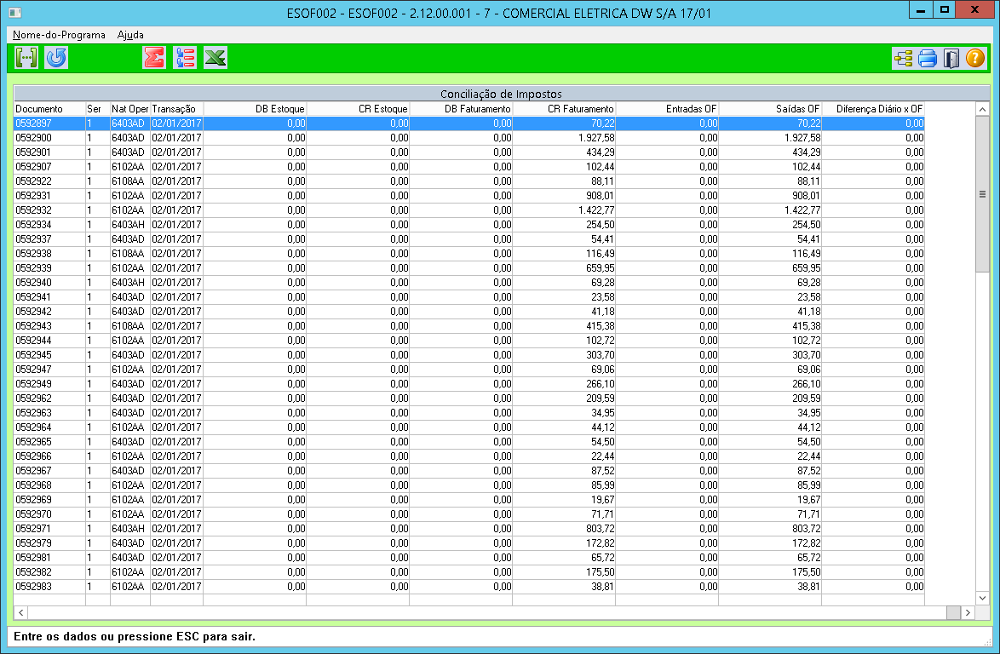 ESOF002 - ESOF002 - 2.12.00.001 - 7 - COMERCIAL ELETRICA DW S/A 17/01
Nome-do-Programa Ajuda
Conciliação de Impostos
Documento Ser Nat Oper Transação DB Estoque CR Estoque DB Faturamento CR Faturamento Entradas OF Saídas OF Diferença Diário x OF
0592897 1 6403AD 02/01/2017 0,00 0,00 0,00 70,22 0,00 70,22 0,00
0592900 1 6403AD 02/01/2017 0,00 0,00 0,00 1.927,58 0,00 1.927,58 0,00
0592901 1 6403AD 02/01/2017 0,00 0,00 0,00 434,29 0,00 434,29 0,00
0592907 1 6102AA 02/01/2017 0,00 0,00 0,00 102,44 0,00 102,44 0,00
0592922 1 6108AA 02/01/2017 0,00 0,00 0,00 88,11 0,00 88,11 0,00
0592931 1 6102AA 02/01/2017 0,00 0,00 0,00 908,01 0,00 908,01 0,00
0592932 1 6102AA 02/01/2017 0,00 0,00 0,00 1.422,77 0,00 1.422,77 0,00
0592934 1 6403AH 02/01/2017 0,00 0,00 0,00 254,50 0,00 254,50 0,00
0592937 1 6403AD 02/01/2017 0,00 0,00 0,00 54,41 0,00 54,41 0,00
0592938 1 6108AA 02/01/2017 0,00 0,00 0,00 116,49 0,00 116,49 0,00
0592939 1 6102AA 02/01/2017 0,00 0,00 0,00 659,95 0,00 659,95 0,00
0592940 1 6403AH 02/01/2017 0,00 0,00 0,00 69,28 0,00 69,28 0,00
0592941 1 6403AD 02/01/2017 0,00 0,00 0,00 23,58 0,00 23,58 0,00
0592942 1 6403AD 02/01/2017 0,00 0,00 0,00 41,18 0,00 41,18 0,00
0592943 1 6108AA 02/01/2017 0,00 0,00 0,00 415,38 0,00 415,38 0,00
0592944 1 6102AA 02/01/2017 0,00 0,00 0,00 102,72 0,00 102,72 0,00
0592945 1 6403AD 02/01/2017 0,00 0,00 0,00 303,70 0,00 303,70 0,00
0592947 1 6102AA 02/01/2017 0,00 0,00 0,00 69,06 0,00 69,06 0,00
0592949 1 6403AD 02/01/2017 0,00 0,00 0,00 266,10 0,00 266,10 0,00
0592962 1 6403AD 02/01/2017 0,00 0,00 0,00 209,59 0,00 209,59 0,00
0592963 1 6403AD 02/01/2017 0,00 0,00 0,00 34,95 0,00 34,95 0,00
0592964 1 6102AA 02/01/2017 0,00 0,00 0,00 44,12 0,00 44,12 0,00
0592965 1 6403AD 02/01/2017 0,00 0,00 0,00 54,50 0,00 54,50 0,00
0592966 1 6102AA 02/01/2017 0,00 0,00 0,00 22,44 0,00 22,44 0,00
0592967 1 6403AD 02/01/2017 0,00 0,00 0,00 87,52 0,00 87,52 0,00
0592968 1 6102AA 02/01/2017 0,00 0,00 0,00 85,99 0,00 85,99 0,00
0592969 1 6102AA 02/01/2017 0,00 0,00 0,00 19,67 0,00 19,67 0,00
0592970 1 6102AA 02/01/2017 0,00 0,00 0,00 71,71 0,00 71,71 0,00
0592971 1 6403AH 02/01/2017 0,00 0,00 0,00 803,72 0,00 803,72 0,00
0592979 1 6403AD 02/01/2017 0,00 0,00 0,00 172,82 0,00 172,82 0,00
0592981 1 6403AD 02/01/2017 0,00 0,00 0,00 65,72 0,00 65,72 0,00
0592982 1 6102AA 02/01/2017 0,00 0,00 0,00 175,50 0,00 175,50 0,00
0592983 1 6102AA 02/01/2017 0,00 0,00 0,00 38,81 0,00 38,81 0,00
Entre os dados ou pressione ESC para sair.